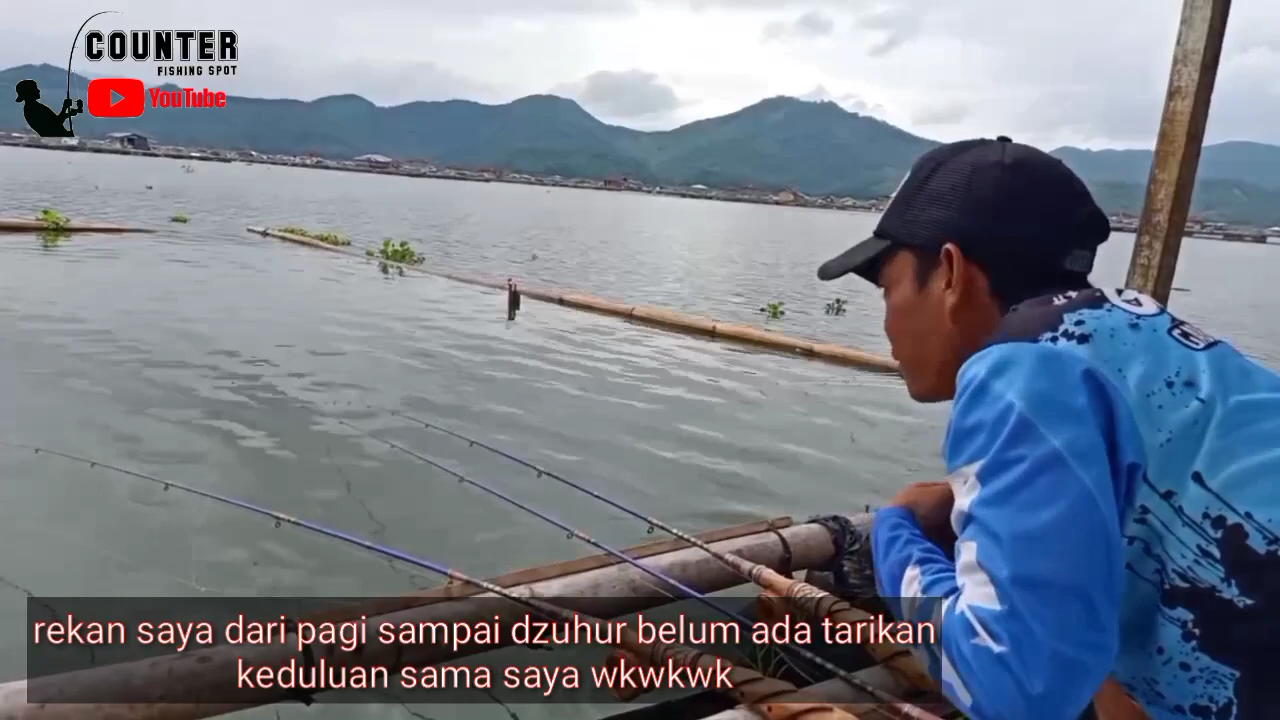 COUNTER
FISHING SPOT
YouTube
rekan saya dari pagi sampai dzuhur belum ada tarikan
keduluan sama saya wkwkwk